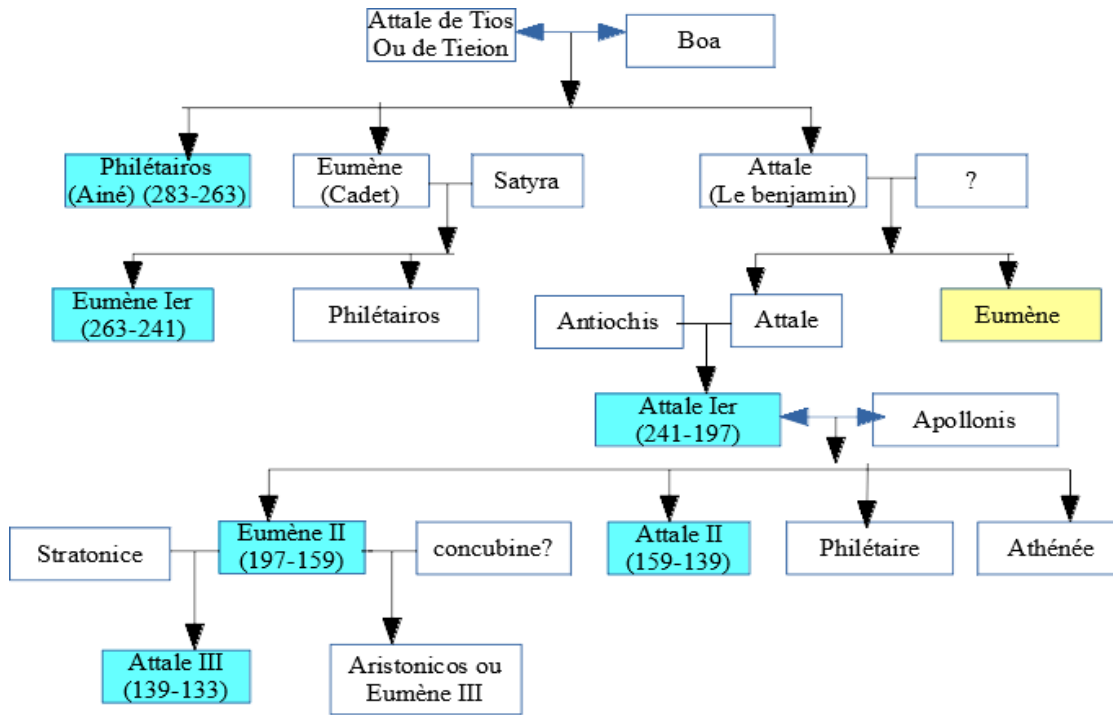 Attale de Tios
Ou de Tieion
Boa
Philétairos
(Ainé) (283-263)
Eumène
(Cadet)
Satyra
Attale
(Le benjamin)
?
Eumène Ier
(263-241)
Philétairos
Antiochis
Attale
Eumène
Attale Ier
(241-197)
Apollonis
Stratonice
Eumène II
(197-159)
concubine?
Attale II
(159-139)
Philétaire
Athénée
Attale III
(139-133)
Aristonicos ou
Eumène III